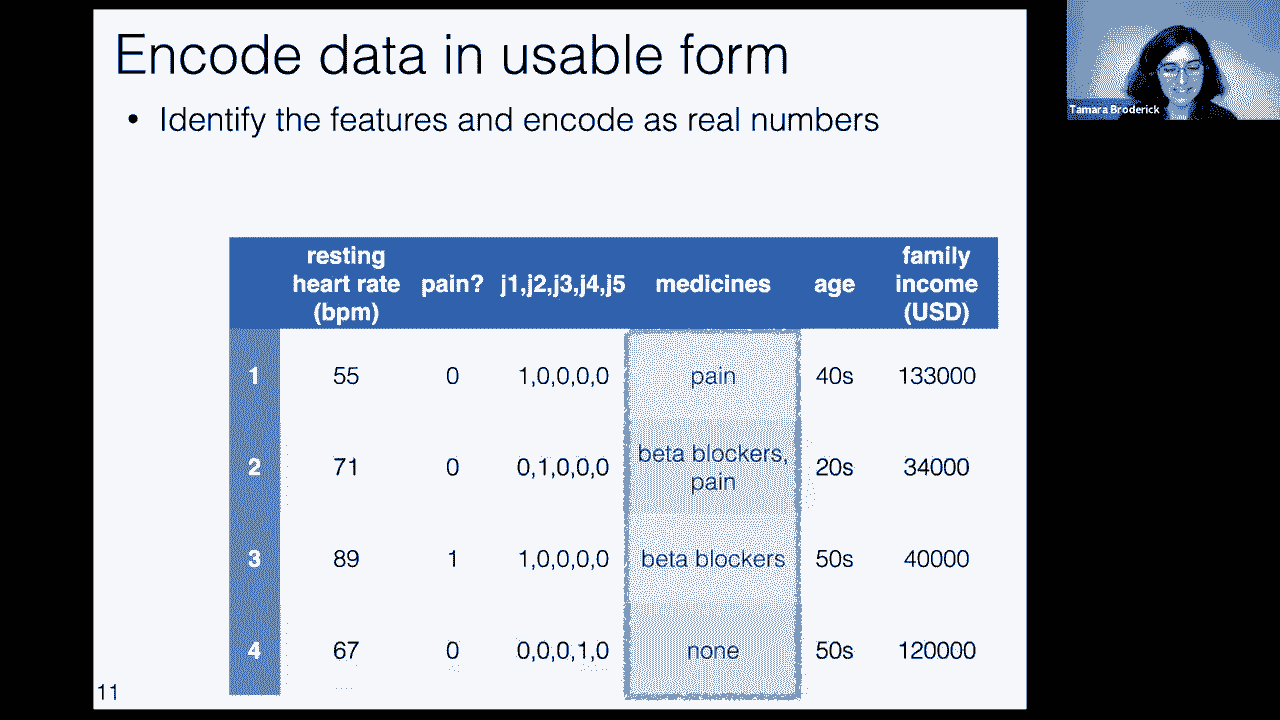 Encode data in usable form
• Identify the features and encode as real numbers
resting heart rate (bpm) pain? j1,j2,j3,j4,j5 medicines age family income (USD)
1 55 0 1,0,0,0,0 pain 40s 133000
2 71 0 0,1,0,0,0 beta blockers, pain 20s 34000
3 89 1 1,0,0,0,0 beta blockers 50s 40000
4 67 0 0,0,0,1,0 none 50s 120000
11
Tamara Broderick